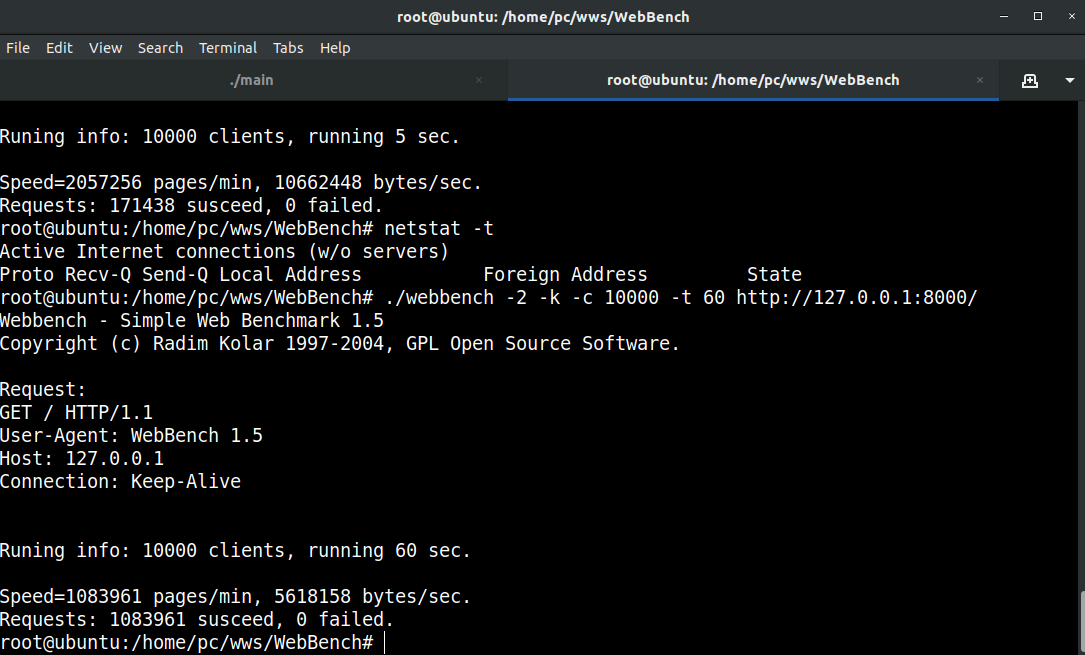 root@ubuntu: /home/pc/wws/WebBench
File Edit View Search Terminal Tabs Help
./main
root@ubuntu: /home/pc/wws/WebBench
Runing info: 10000 clients, running 5 sec.
Speed=2057256 pages/min, 10662448 bytes/sec.
Requests: 171438 susceed, 0 failed.
root@ubuntu:/home/pc/wws/WebBench# netstat -t
Active Internet connections (w/o servers)
Proto Recv-Q Send-Q Local Address           Foreign Address         State
root@ubuntu:/home/pc/wws/WebBench# ./webbench -2 -k -c 10000 -t 60 http://127.0.0.1:8000/
Webbench - Simple Web Benchmark 1.5
Copyright (c) Radim Kolar 1997-2004, GPL Open Source Software.
Request:
GET / HTTP/1.1
User-Agent: WebBench 1.5
Host: 127.0.0.1
Connection: Keep-Alive
Runing info: 10000 clients, running 60 sec.
Speed=1083961 pages/min, 5618158 bytes/sec.
Requests: 1083961 susceed, 0 failed.
root@ubuntu:/home/pc/wws/WebBench#